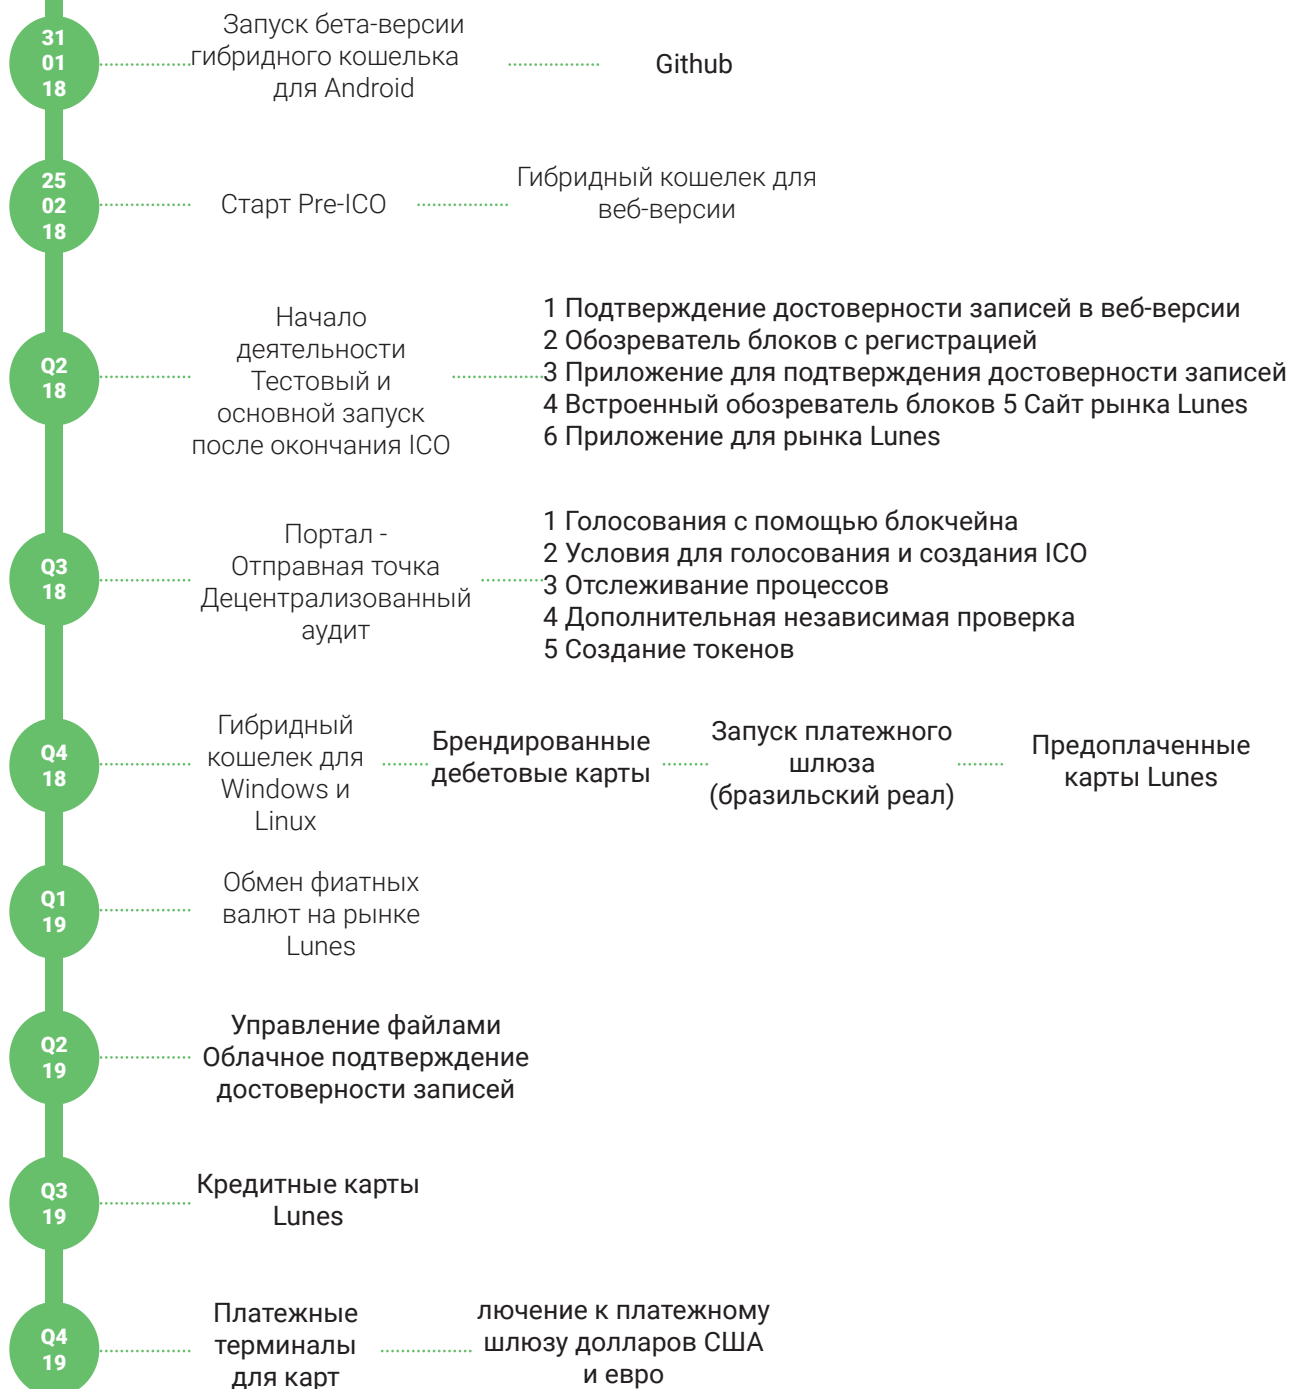 31
01
18
Запуск бета-версии
гибридного кошелька
для Android
Github
25
02
18
Старт Pre-ICO
Гибридный кошелек для
веб-версии
Q2
18
Начало
деятельности
Тестовый и
основной запуск
после окончания ICO
1 Подтверждение достоверности записей в веб-версии
2 Обозреватель блоков с регистрацией
3 Приложение для подтверждения достоверности записей
4 Встроенный обозреватель блоков 5 Сайт рынка Lunes
6 Приложение для рынка Lunes
Q3
18
Портал -
Отправная точка
Децентрализованный
аудит
1 Голосования с помощью блокчейна
2 Условия для голосования и создания ICO
3 Отслеживание процессов
4 Дополнительная независимая проверка
5 Создание токенов
Q4
18
Гибридный
кошелек для
Windows и
Linux
Брендированные
дебетовые карты
Запуск платежного
шлюза
(бразильский реал)
Предоплаченные
карты Lunes
Q1
19
Обмен фиатных
валют на рынке
Lunes
Q2
19
Управление файлами
Облачное подтверждение
достоверности записей
Q3
19
Кредитные карты
Lunes
Q4
19
Платежные
терминалы
для карт
лючение к платежному
шлюзу долларов США
и евро